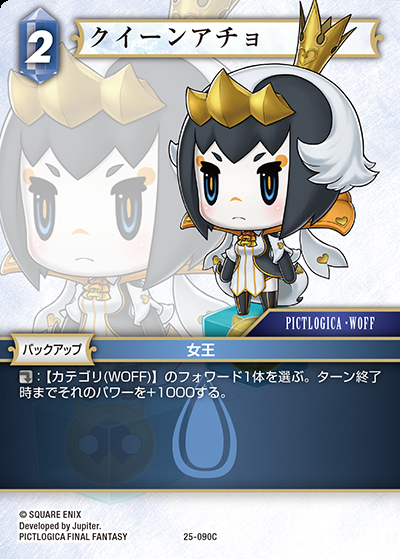 2
クイーンアチョ
PICTLOGICA・WOFF
バックアップ
女王
：【カテゴリ(WOFF)】のフォワード1体を選ぶ。ターン終了
時までそれのパワーを+1000する。
© SQUARE ENIX
Developed by Jupiter.
PICTLOGICA FINAL FANTASY
25-090C